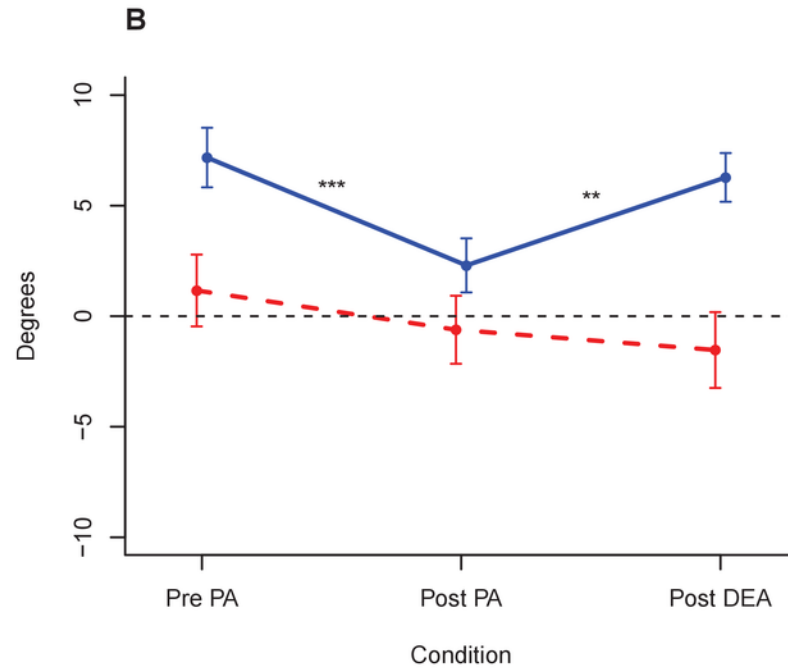 B
10
5
0
−5
−10
Degrees
***
**
Pre PA
Post PA
Post DEA
Condition